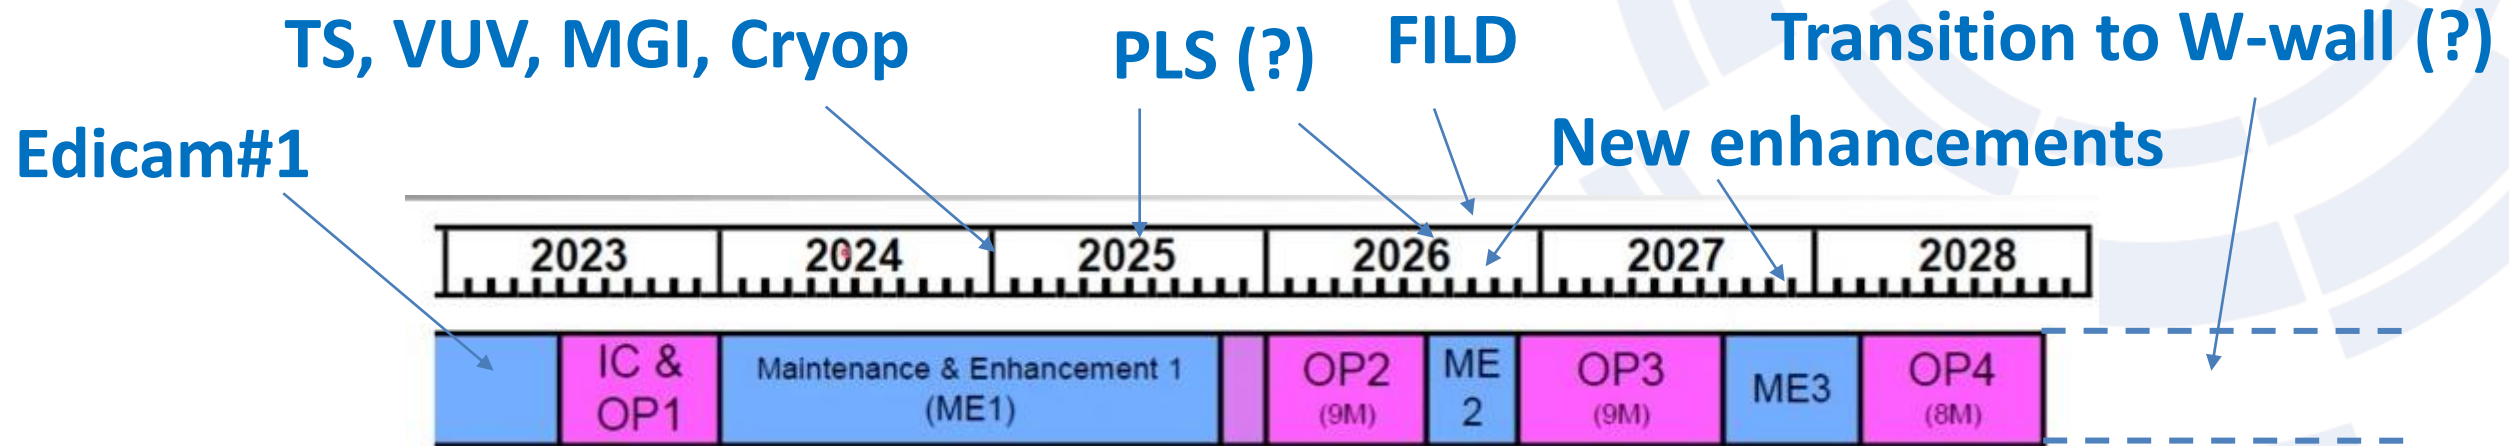 TS, VUV, MGI, Cryop
PLS (?)
FILD
Transition to W-wall (?)
Edicam#1
New enhancements
2023
2024
2025
2026
2027
2028
IC &
OP1
Maintenance & Enhancement 1
(ME1)
OP2
(9M)
ME
2
OP3
(9M)
ME3
OP4
(8M)